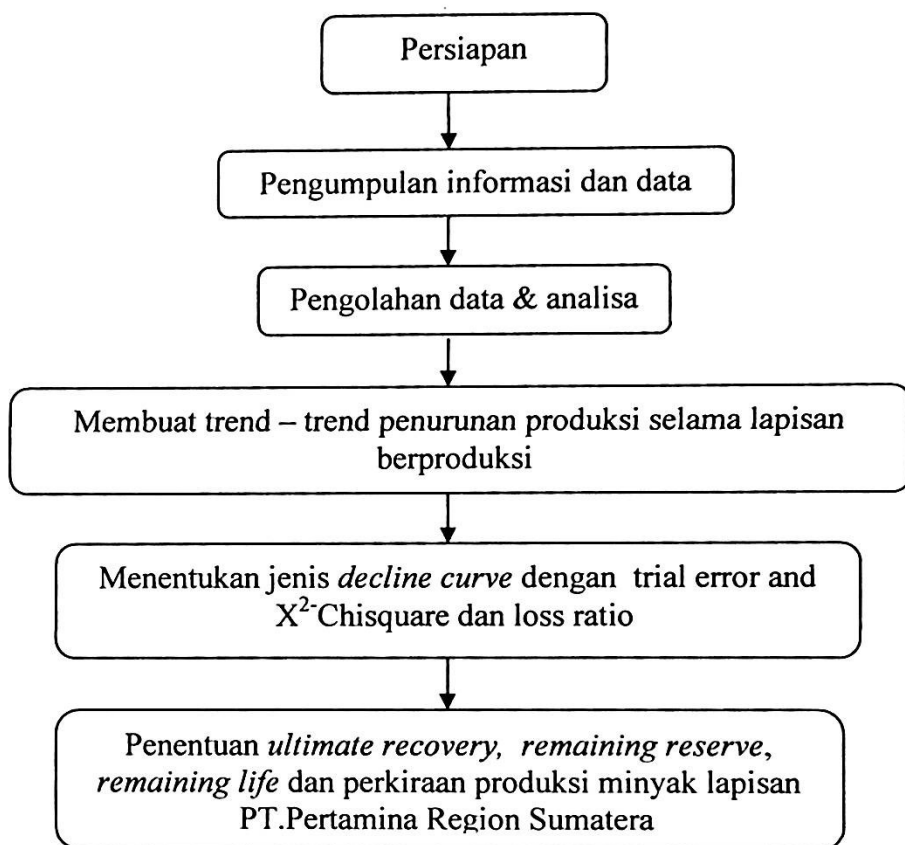 Persiapan
Pengumpulan informasi dan data
Pengolahan data & analisa
Membuat trend – trend penurunan produksi selama lapisan
berproduksi
Menentukan jenis decline curve dengan trial error and
X²⁻Chisquare dan loss ratio
Penentuan ultimate recovery, remaining reserve,
remaining life dan perkiraan produksi minyak lapisan
PT.Pertamina Region Sumatera